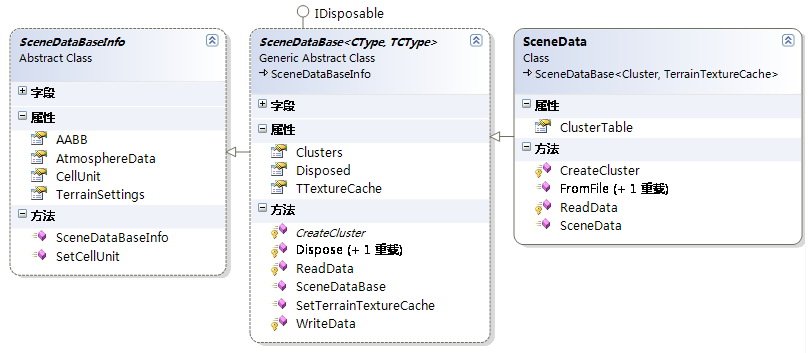 IDisposable
SceneDataBaseInfo
Abstract Class
字段
属性
AABB
AtmosphereData
CellUnit
TerrainSettings
方法
SceneDataBaseInfo
SetCellUnit
SceneDataBase<CType, TCType>
Generic Abstract Class
SceneDataBaseInfo
字段
属性
Clusters
Disposed
TTextureCache
方法
CreateCluster
Dispose (+ 1 重载)
ReadData
SceneDataBase
SetTerrainTextureCache
WriteData
SceneData
Class
SceneDataBase<Cluster, TerrainTextureCache>
属性
ClusterTable
方法
CreateCluster
FromFile (+ 1 重载)
ReadData
SceneData